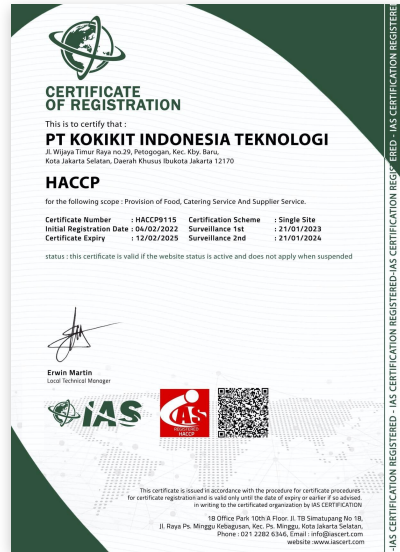 CERTIFICATE
OF REGISTRATION
This is to certify that :
PT KOKIKIT INDONESIA TEKNOLOGI
Jl. Wijaya Timur Raya no.29, Petogogan, Kec. Kby. Baru,
Kota Jakarta Selatan, Daerah Khusus Ibukota Jakarta 12170
HACCP
for the following scope : Provision of Food, Catering Service And Supplier Service.
Certificate Number : HACCP9115 Certification Scheme : Single Site
Initial Registration Date : 04/02/2022 Surveillance 1st : 21/01/2023
Certificate Expiry : 12/02/2025 Surveillance 2nd : 21/01/2024
status : this certificate is valid if the website status is active and does not apply when suspended
Erwin Martin
Local Technical Manager
IAS
IAS
REGISTERED
HACCP
This certificate is issued in accordance with the procedure for certificate procedures
for certificate registration and is valid only until the date of expiry or earlier if so advised,
in writing to the certificated organization by IAS CERTIFICATION
18 Office Park 10th A Floor. Jl. TB Simatupang No 18,
Jl. Raya Ps. Minggu Kebagusan, Kec. Ps. Minggu, Kota Jakarta Selatan,
Phone : 021 2282 6346, Email : info@iascert.com
website :www.iascert.com
IAS CERTIFICATION REGISTERED - IAS CERTIFICATION REGISTERED-IAS CERTIFICATION REGISTERED - IAS CERTIFICATION REGISTERED